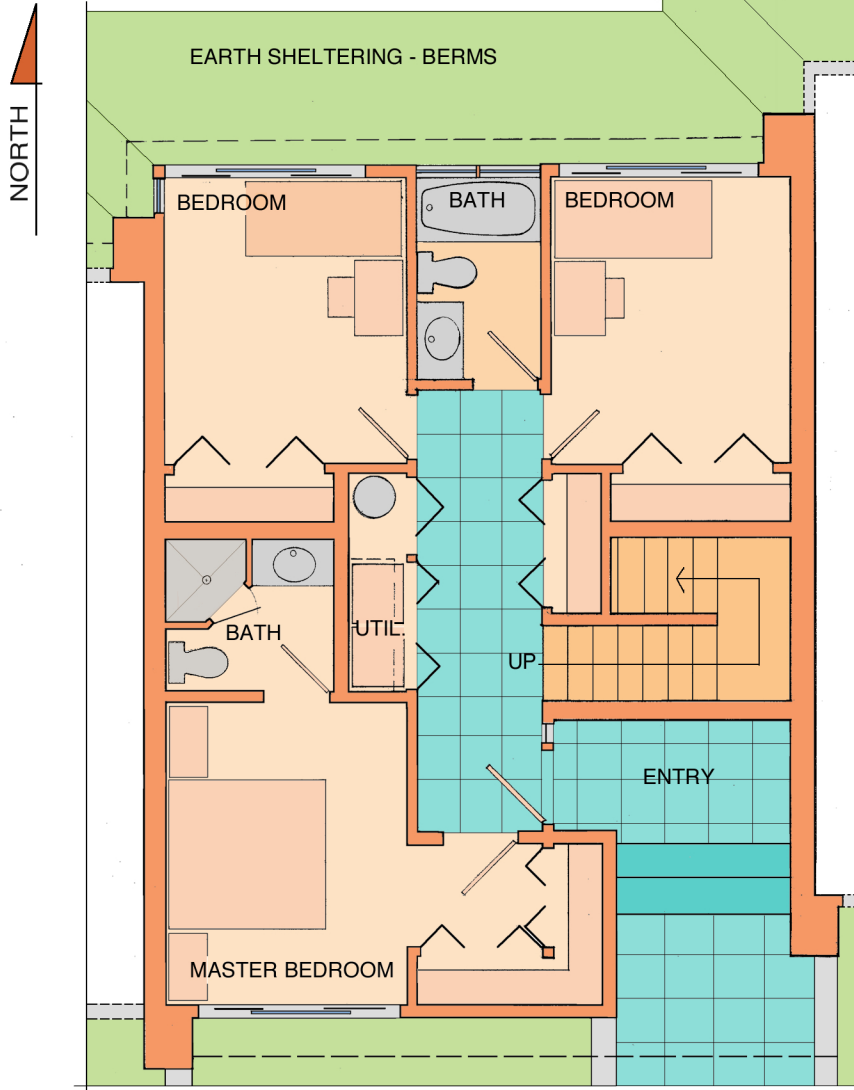 EARTH SHELTERING - BERMS
NORTH
BEDROOM
BATH
BEDROOM
BATH
UTIL.
UP
ENTRY
MASTER BEDROOM